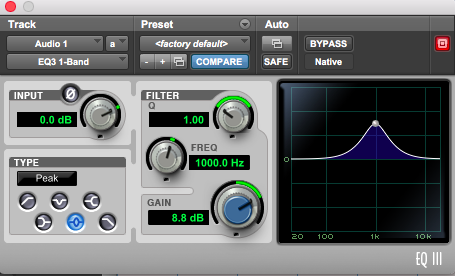 Track Preset Auto
Audio 1 a <factory default>
BYPASS
EQ3 1-Band - + COMPARE SAFE Native
INPUT Ø FILTER
Q
0.0 dB 1.00
TYPE FREQ
Peak 1000.0 Hz
0
GAIN
8.8 dB
20 100 1k 10k
EQ III